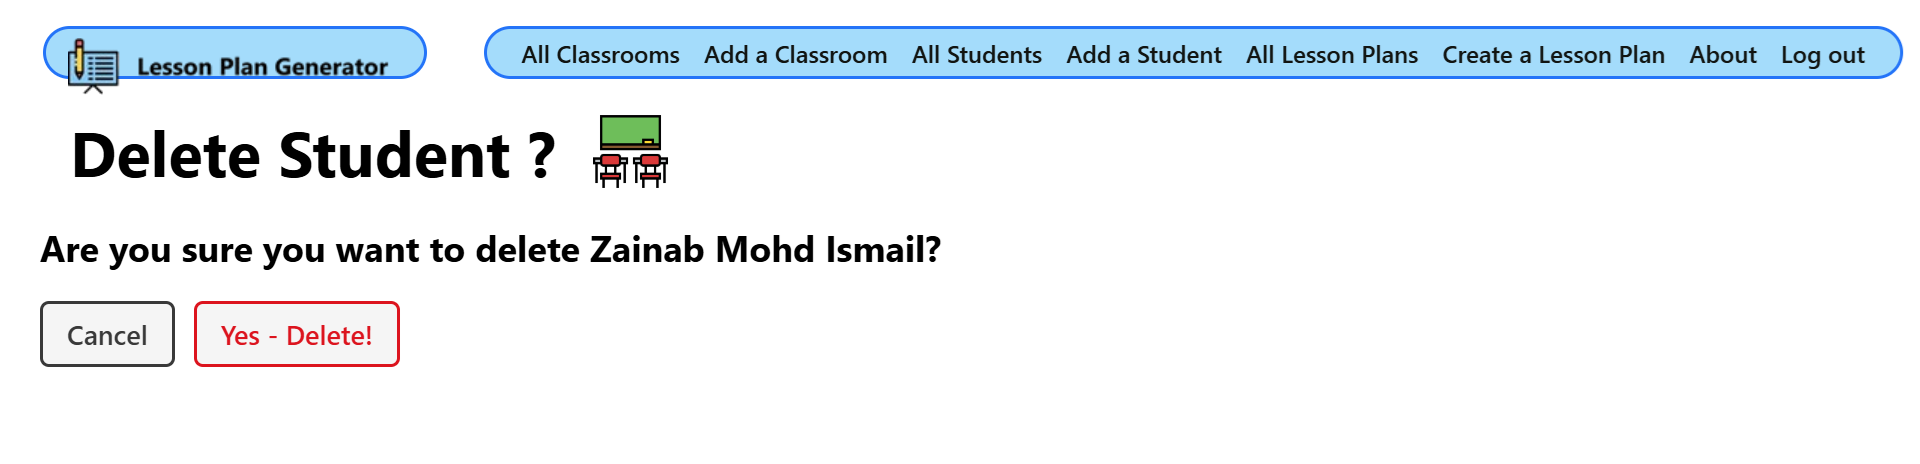 Lesson Plan Generator
All Classrooms Add a Classroom All Students Add a Student All Lesson Plans Create a Lesson Plan About Log out
Delete Student ?
Are you sure you want to delete Zainab Mohd Ismail?
Cancel Yes - Delete!